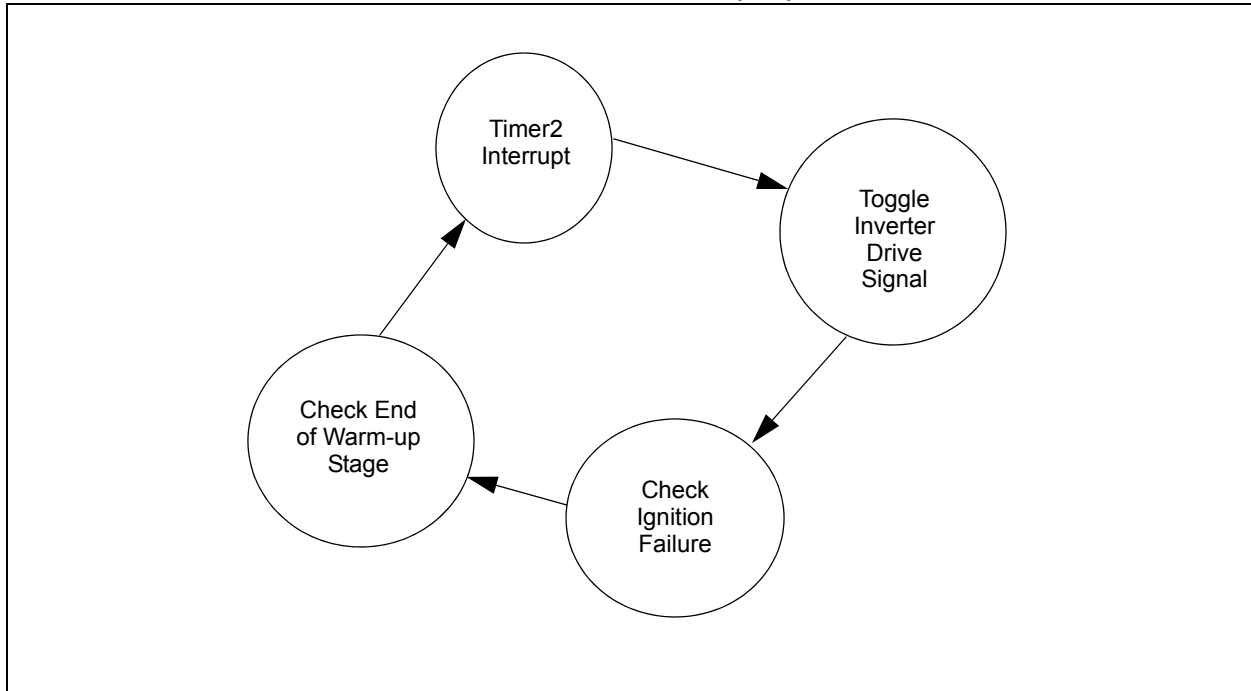 Timer2
Interrupt
Toggle
Inverter
Drive
Signal
Check End
of Warm-up
Stage
Check
Ignition
Failure